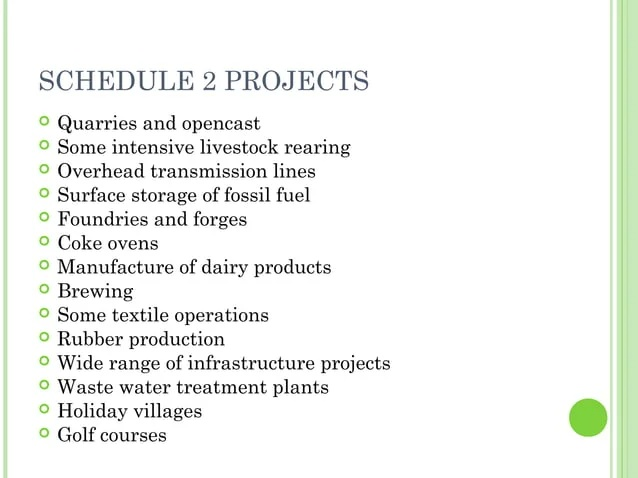 SCHEDULE 2 PROJECTS
Quarries and opencast
Some intensive livestock rearing
Overhead transmission lines
Surface storage of fossil fuel
Foundries and forges
Coke ovens
Manufacture of dairy products
Brewing
Some textile operations
Rubber production
Wide range of infrastructure projects
Waste water treatment plants
Holiday villages
Golf courses